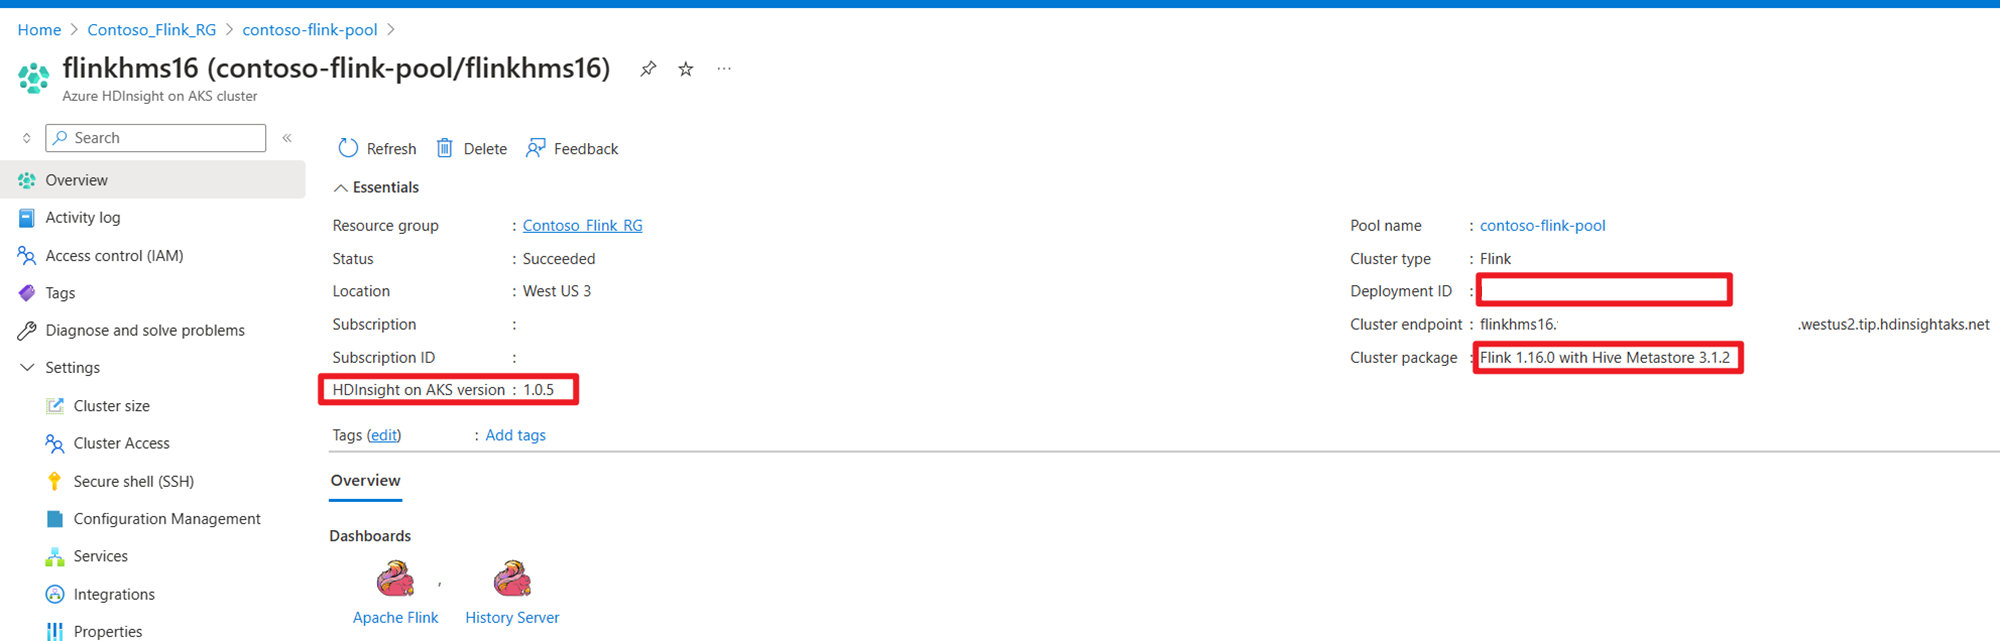 Home > Contoso_Flink_RG > contoso-flink-pool >
flinkhms16 (contoso-flink-pool/flinkhms16) ...
Azure HDInsight on AKS cluster
Search «
Refresh Delete Feedback
Essentials
Overview
Activity log
Access control (IAM)
Tags
Diagnose and solve problems
Settings
Cluster size
Cluster Access
Secure shell (SSH)
Configuration Management
Services
Integrations
Properties
Resource group : Contoso_Flink_RG
Status : Succeeded
Location : West US 3
Subscription :
Subscription ID :
HDInsight on AKS version : 1.0.5
Tags (edit) : Add tags
Pool name : contoso-flink-pool
Cluster type : Flink
Deployment ID :
Cluster endpoint : flinkhms16. .westus2.tip.hdinsightaks.net
Cluster package : Flink 1.16.0 with Hive Metastore 3.1.2
Overview
Dashboards
Apache Flink , History Server